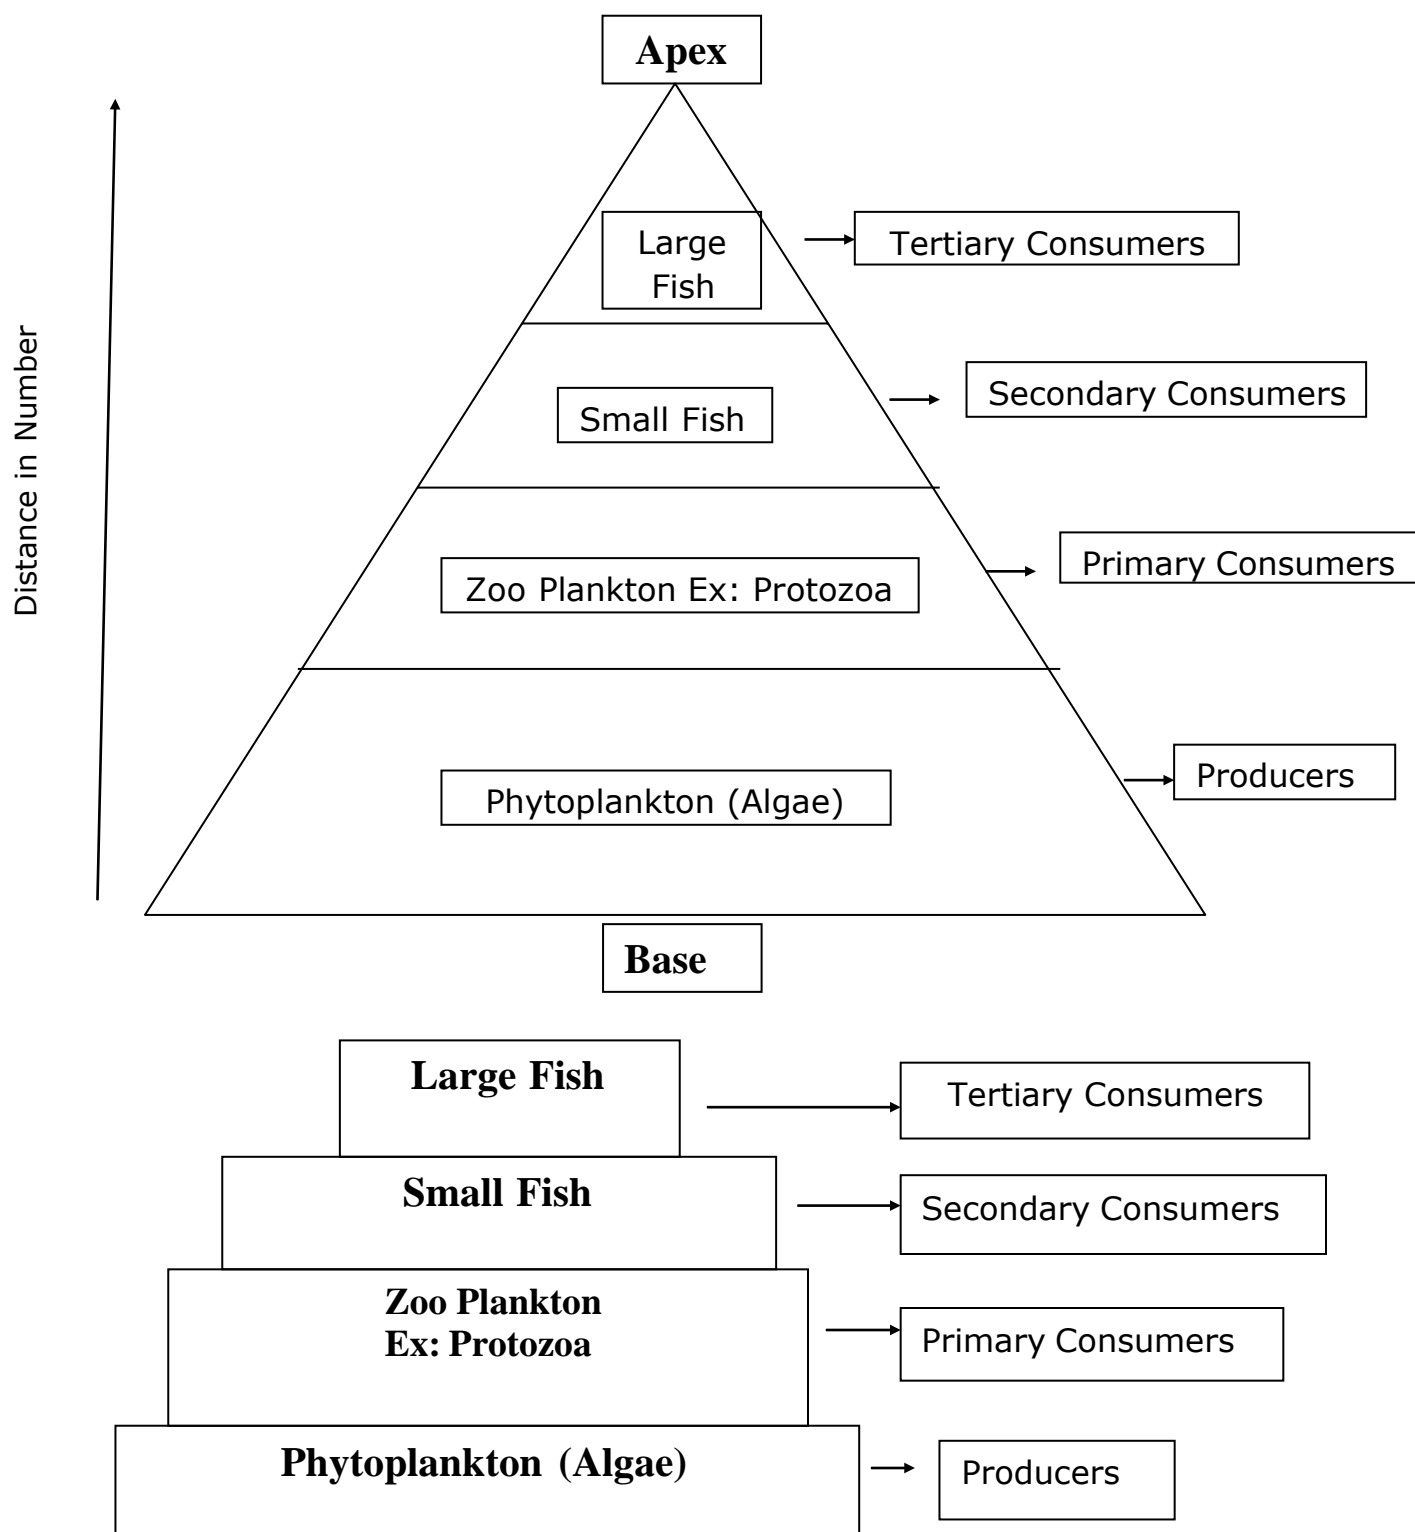 Apex
Distance in Number
Large
Fish
Tertiary Consumers
Small Fish
Secondary Consumers
Zoo Plankton Ex: Protozoa
Primary Consumers
Phytoplankton (Algae)
Producers
Base
Large Fish
Tertiary Consumers
Small Fish
Secondary Consumers
Zoo Plankton
Ex: Protozoa
Primary Consumers
Phytoplankton (Algae)
Producers